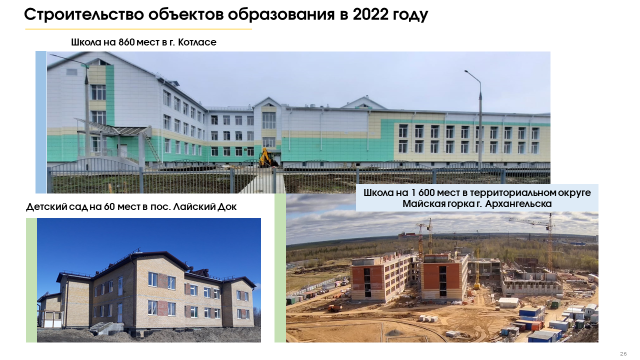 Строительство объектов образования в 2022 году
Школа на 860 мест в г. Котласе
Школа на 1 600 мест в территориальном округе
Майская горка г. Архангельска
Детский сад на 60 мест в пос. Лайский Док